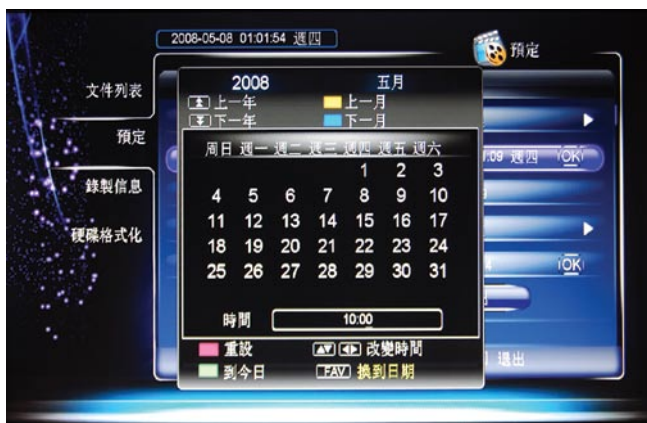 2008-05-08 01:01:54 週四
預定
文件列表
預定
錄製信息
硬碟格式化
2008 五月
上一年 上一月
下一年 下一月
周日 週一 週二 週三 週四 週五 週六
1 2 3
4 5 6 7 8 9 10
11 12 13 14 15 16 17
18 19 20 21 22 23 24
25 26 27 28 29 30 31
時間 10:00
重設 改變時間
到今日 FAV 換到日期
:09 週四 OK
OK
退出